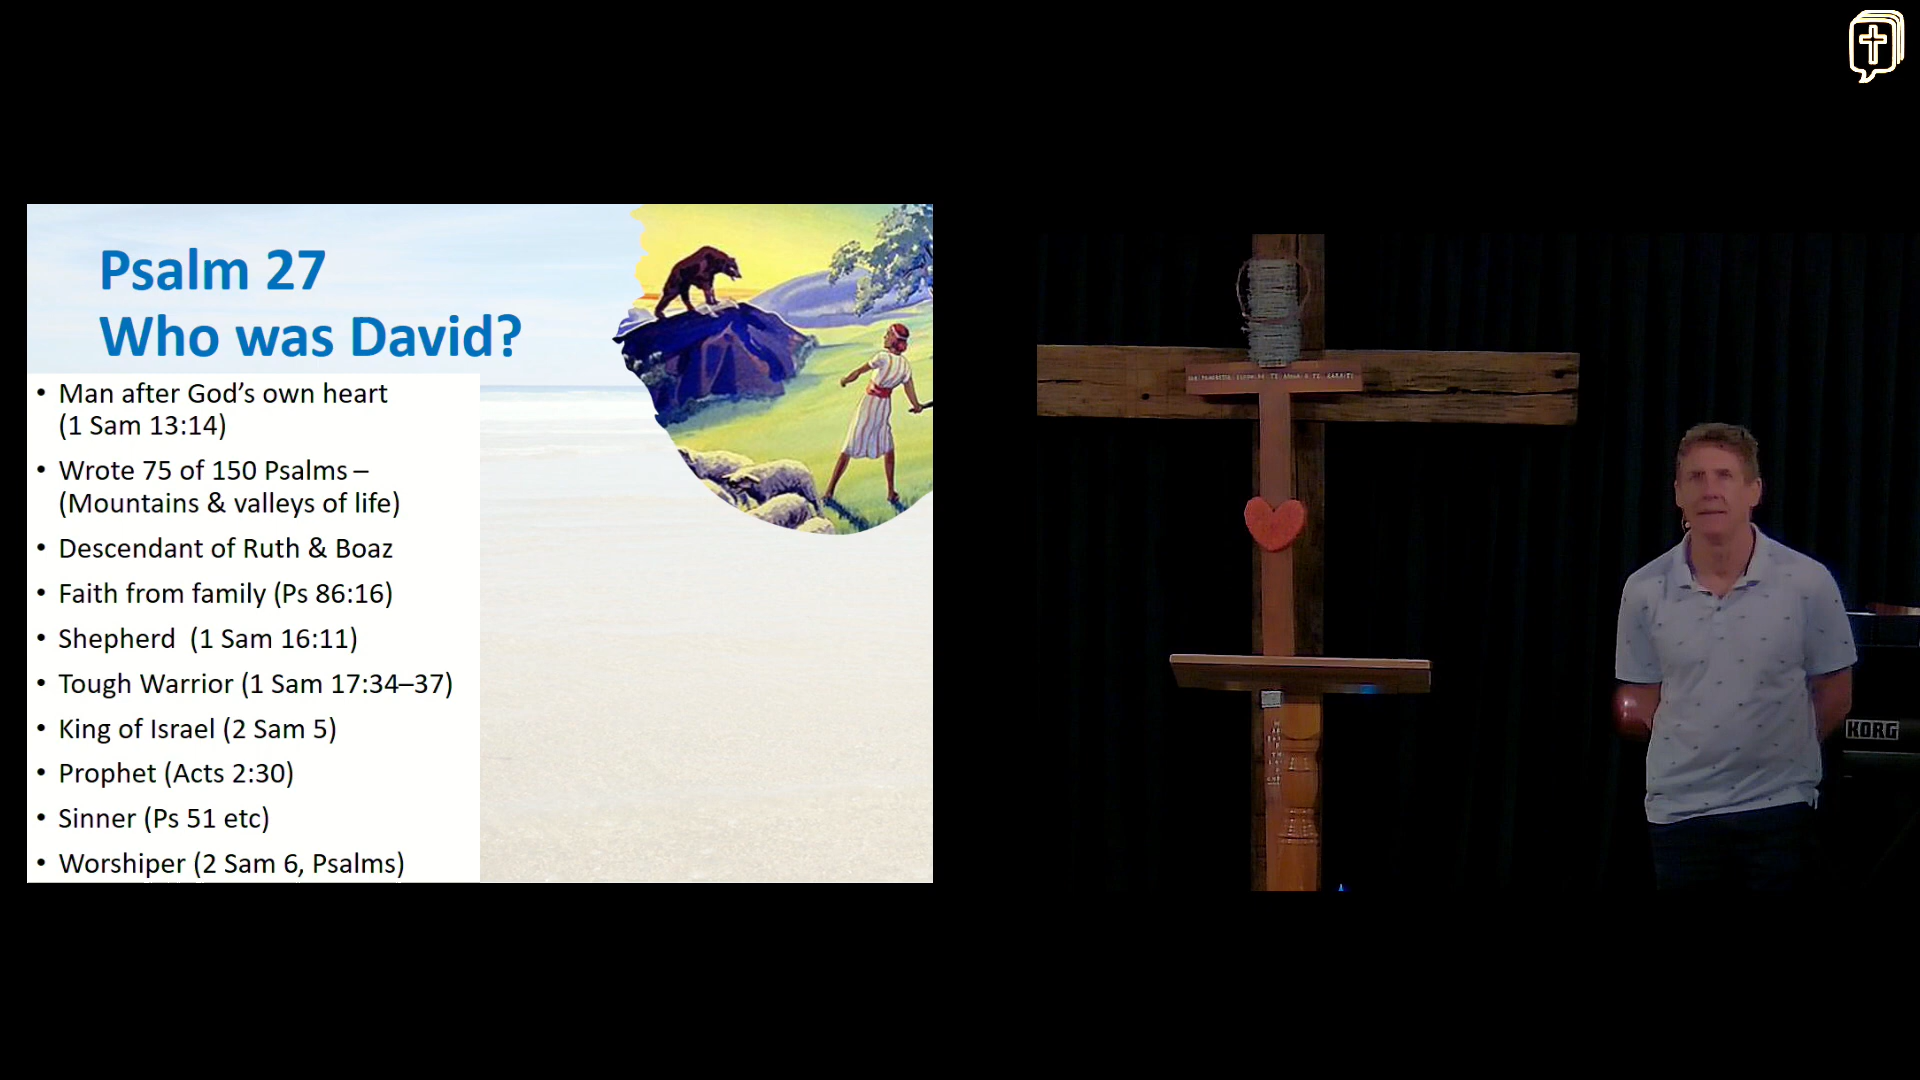 Psalm 27
Who was David?
• Man after God’s own heart
(1 Sam 13:14)
• Wrote 75 of 150 Psalms –
(Mountains & valleys of life)
• Descendant of Ruth & Boaz
• Faith from family (Ps 86:16)
• Shepherd (1 Sam 16:11)
• Tough Warrior (1 Sam 17:34–37)
• King of Israel (2 Sam 5)
• Prophet (Acts 2:30)
• Sinner (Ps 51 etc)
• Worshiper (2 Sam 6, Psalms)
KORG